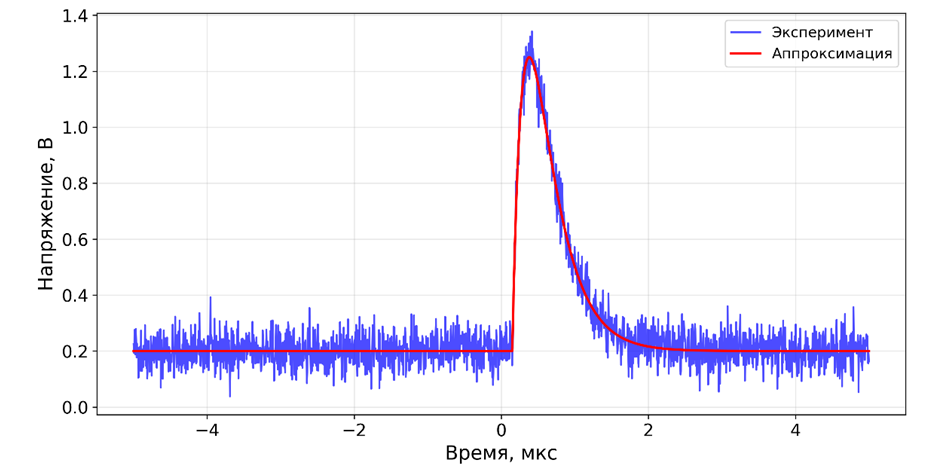 1.4
1.2
1.0
0.8
0.6
0.4
0.2
0.0
Напряжение, В
Эксперимент
Аппроксимация
−4 −2 0 2 4
Время, мкс